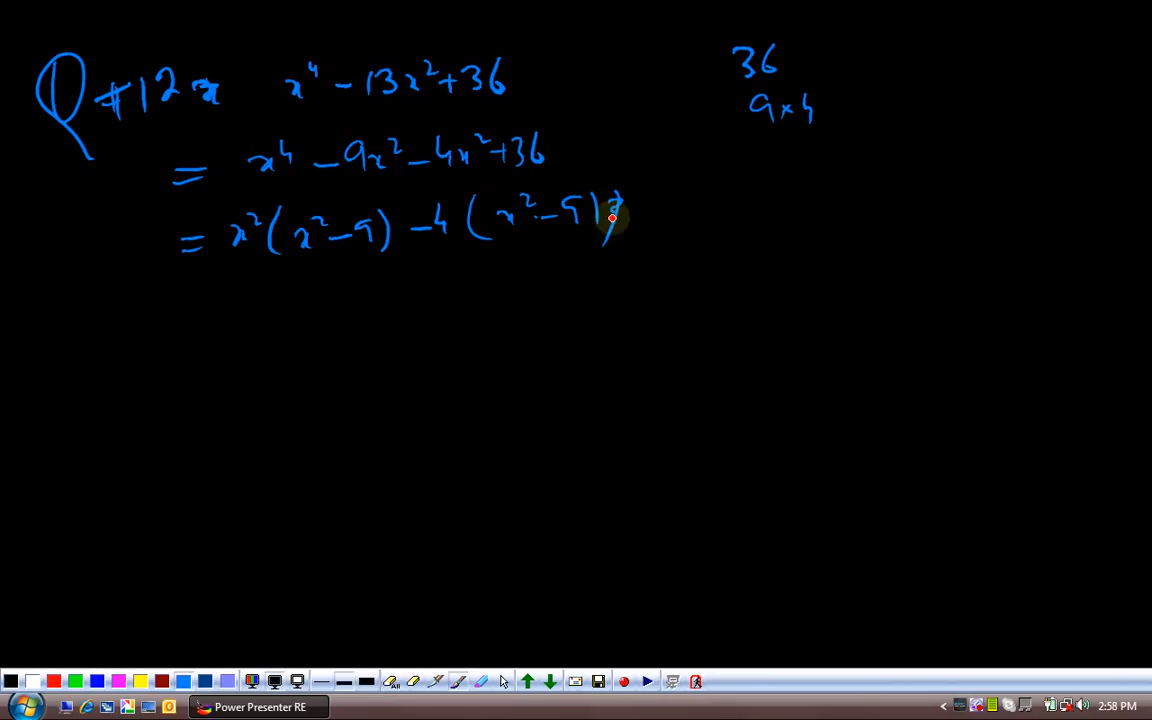 Q #12 x⁴ - 13x² + 36
= x⁴ - 9x² - 4x² + 36
= x² (x² - 9) - 4 (x² - 9)
36
9 × 4
Power Presenter RE
2:58 PM